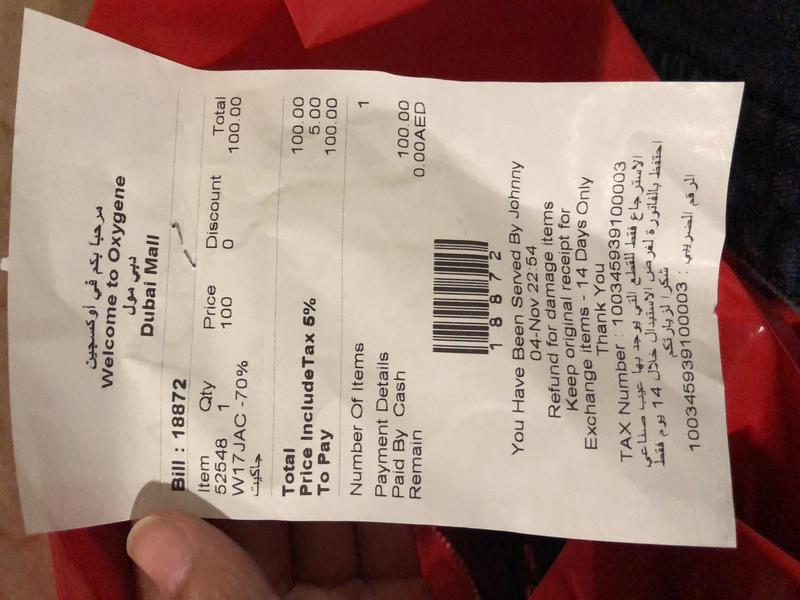 مرحبا بكم في أوكسجين
Welcome to Oxygene
دبي مول
Dubai Mall
Bill : 18872
Item Qty Price Discount Total
52548 1 100 0 100.00
W17JAC -70%
جاكيت
Total 100.00
Price IncludeTax 5% 5.00
To Pay 100.00
Number Of Items 1
Payment Details
Paid By Cash 100.00
Remain 0.00AED
18872
You Have Been Served By Johnny
04-Nov 22:54
Refund for damage items
Keep original receipt for
Exchange items - 14 Days Only
Thank You
TAX Number : 100345939100003
الاسترجاع فقط للقطع التي يوجد بها عيب صناعي
احتفظ بالفاتورة لغرض الاستبدال خلال 14 يوم فقط
شكرا لزيارتكم
الرقم الضريبي : 100345939100003